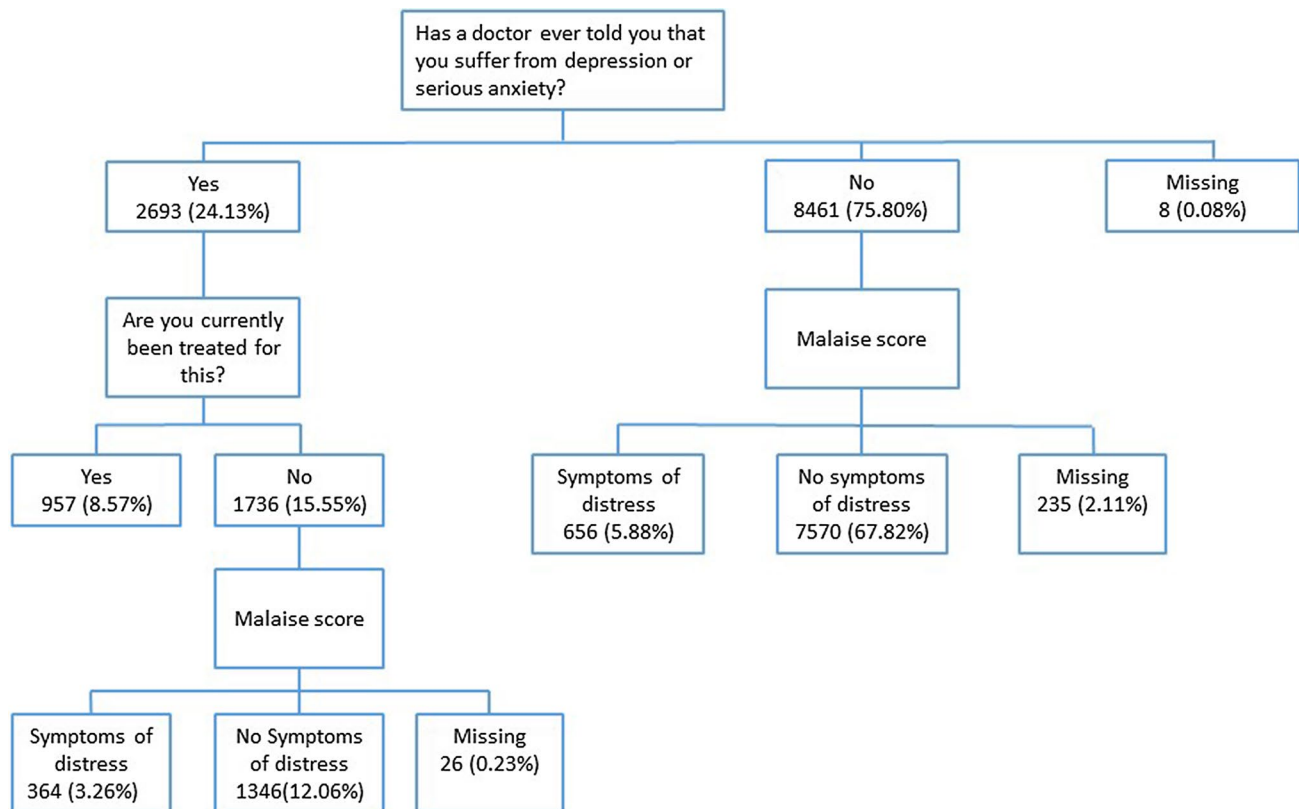 Has a doctor ever told you that
you suffer from depression or
serious anxiety?
Yes
2693 (24.13%)
No
8461 (75.80%)
Missing
8 (0.08%)
Are you currently
been treated for
this?
Malaise score
Yes
957 (8.57%)
No
1736 (15.55%)
Symptoms of
distress
656 (5.88%)
No symptoms
of distress
7570 (67.82%)
Missing
235 (2.11%)
Malaise score
Symptoms of
distress
364 (3.26%)
No Symptoms
of distress
1346(12.06%)
Missing
26 (0.23%)